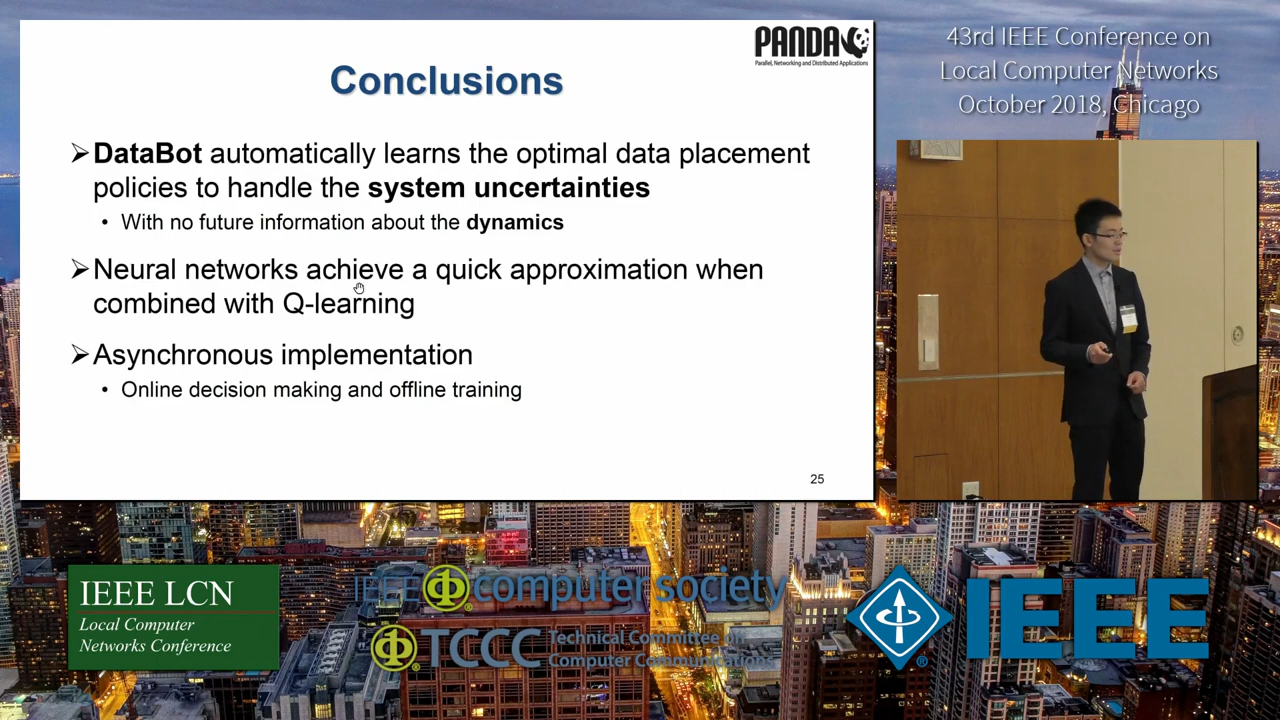 PANDA
Parallel, Networking and Distributed Applications
Conclusions
➢DataBot automatically learns the optimal data placement
policies to handle the system uncertainties
• With no future information about the dynamics
➢Neural networks achieve a quick approximation when
combined with Q-learning
➢Asynchronous implementation
• Online decision making and offline training
25
43rd IEEE Conference on
Local Computer Networks
October 2018, Chicago
IEEE LCN
Local Computer
Networks Conference
IEEE computer society
TCCC Technical Committee on
Computer Communications
IEEE
®